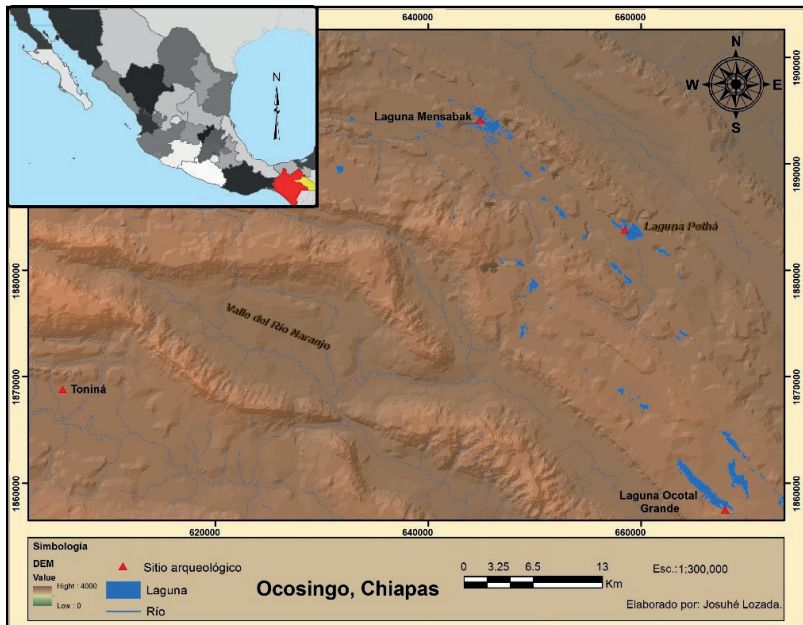 640000
660000
N
1900000
1900000
N
W
E
S
Laguna Mensabak
1890000
1890000
Laguna Pethá
1880000
1880000
Valle del Río Naranjo
1870000
1870000
Toniná
1860000
1860000
Laguna Ocotal
Grande
620000
640000
660000
Simbología
DEM
Value
Hight : 4000
Low : 0
Sitio arqueológico
Laguna
Río
Ocosingo, Chiapas
0 3.25 6.5 13
Km
Esc.:1:300,000
Elaborado por: Josuhé Lozada.